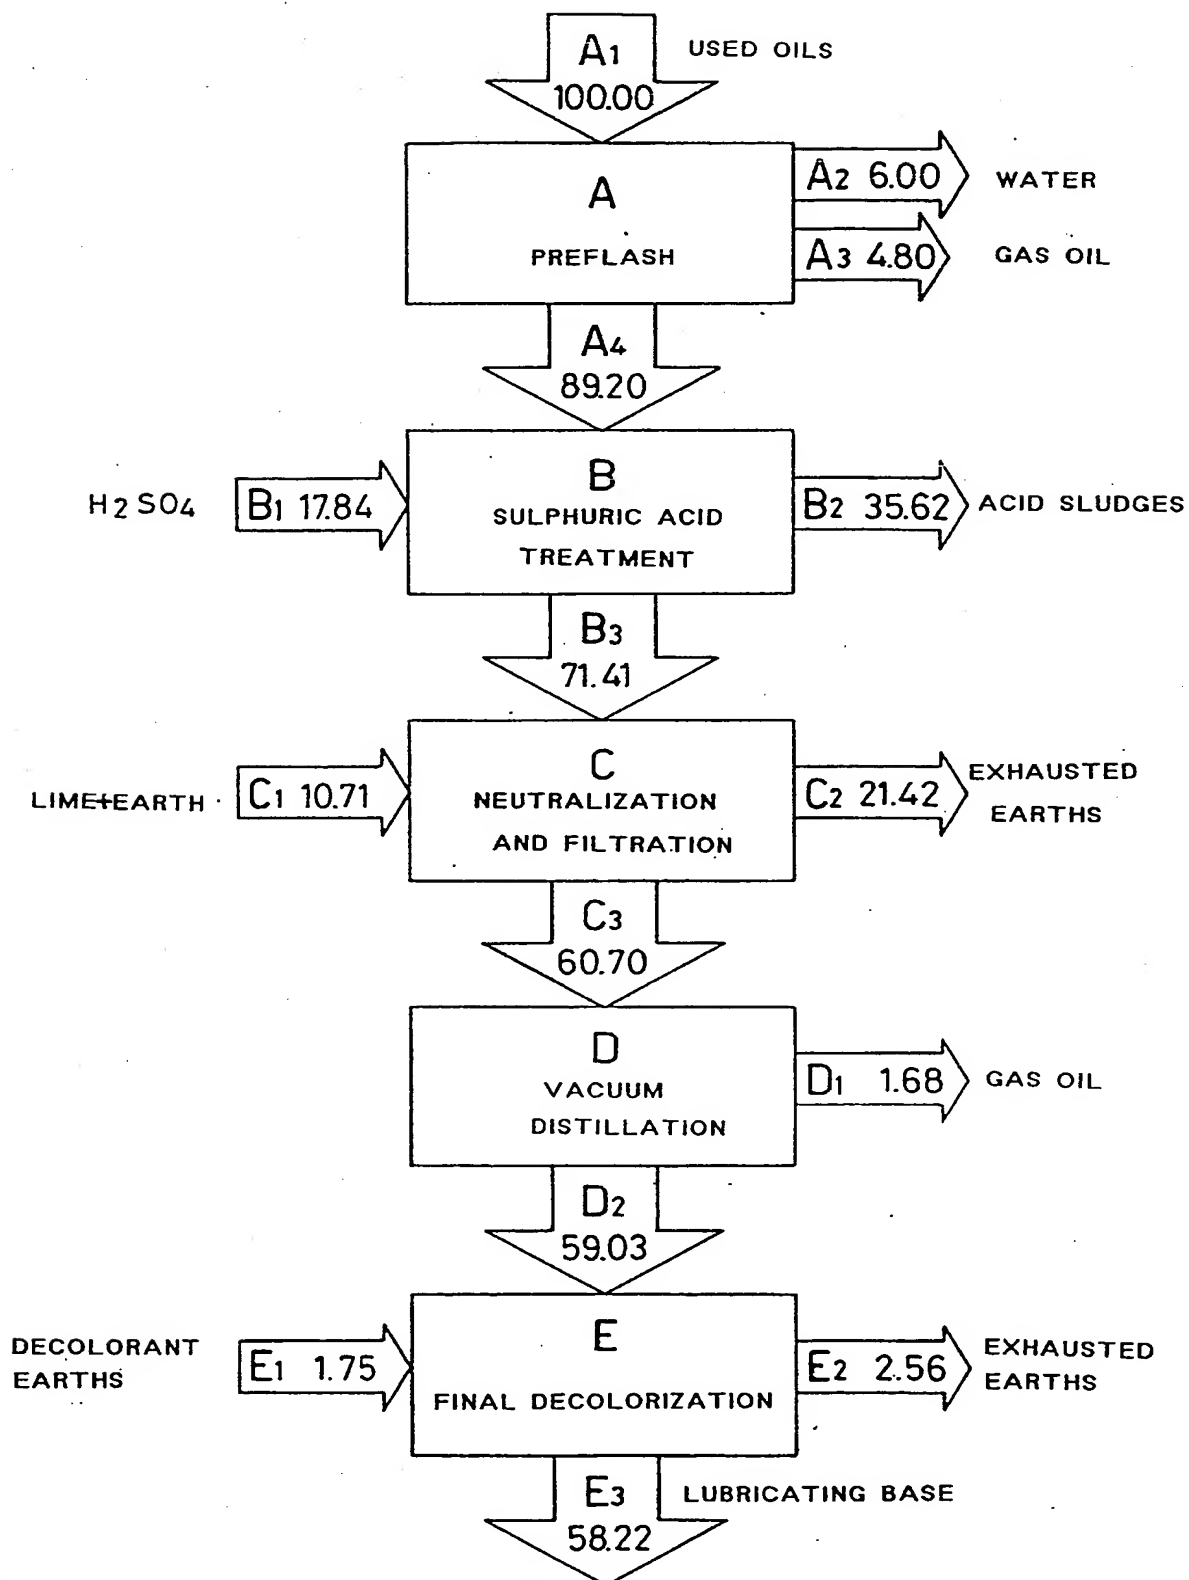 A1 USED OILS
100.00
A
PREFLASH
A2 6.00 WATER
A3 4.80 GAS OIL
A4
89.20
H2SO4
B1 17.84
B
SULPHURIC ACID
TREATMENT
B2 35.62 ACID SLUDGES
B3
71.41
LIME+EARTH
C1 10.71
C
NEUTRALIZATION
AND FILTRATION
C2 21.42
EXHAUSTED
EARTHS
C3
60.70
D
VACUUM
DISTILLATION
D1 1.68 GAS OIL
D2
59.03
DECOLORANT
EARTHS
E1 1.75
E
FINAL DECOLORIZATION
E2 2.56
EXHAUSTED
EARTHS
E3 LUBRICATING BASE
58.22